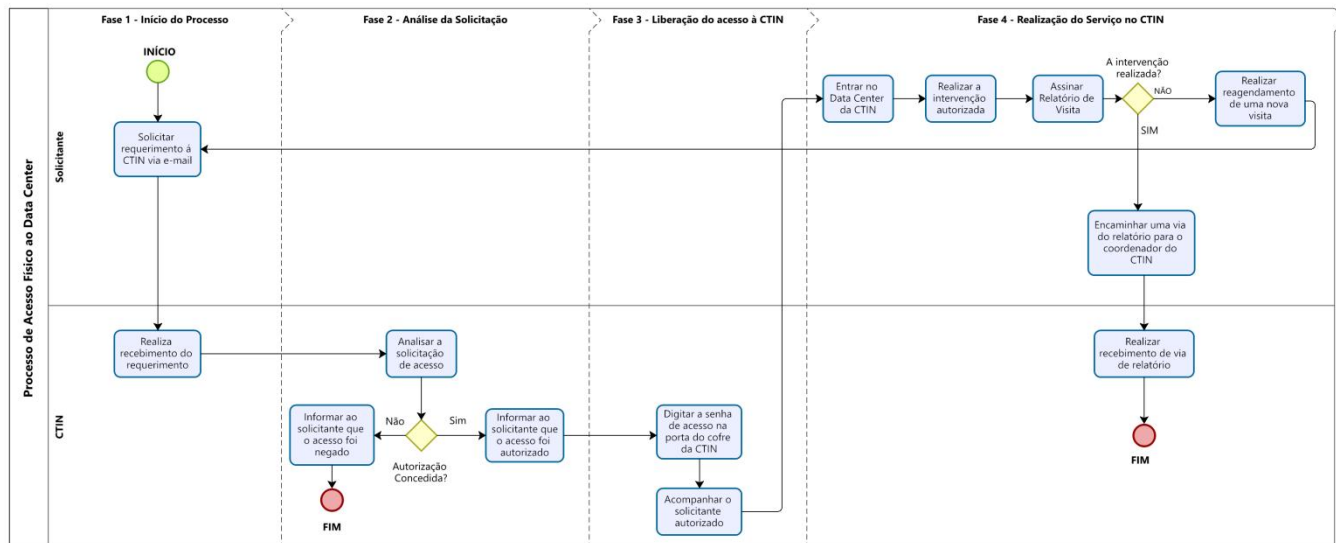 Processo de Acesso Físico ao Data Center
Fase 1 - Início do Processo
Fase 2 - Análise da Solicitação
Fase 3 - Liberação do acesso à CTIN
Fase 4 - Realização do Serviço no CTIN
Solicitante
INÍCIO
Solicitar
requerimento á
CTIN via e-mail
Entrar no
Data Center
da CTIN
Realizar a
intervenção
autorizada
Assinar
Relatório de
Visita
A intervenção
realizada?
NÃO
SIM
Realizar
reagendamento
de uma nova
visita
Encaminhar uma via
do relatório para o
coordenador do
CTIN
CTIN
Realiza
recebimento do
requerimento
Analisar a
solicitação
de acesso
Informar ao
solicitante que
o acesso foi
negado
Não
Sim
Autorização
Concedida?
Informar ao
solicitante que
o acesso foi
autorizado
FIM
Digitar a senha
de acesso na
porta do cofre
da CTIN
Acompanhar o
solicitante
autorizado
Realizar
recebimento de via
de relatório
FIM